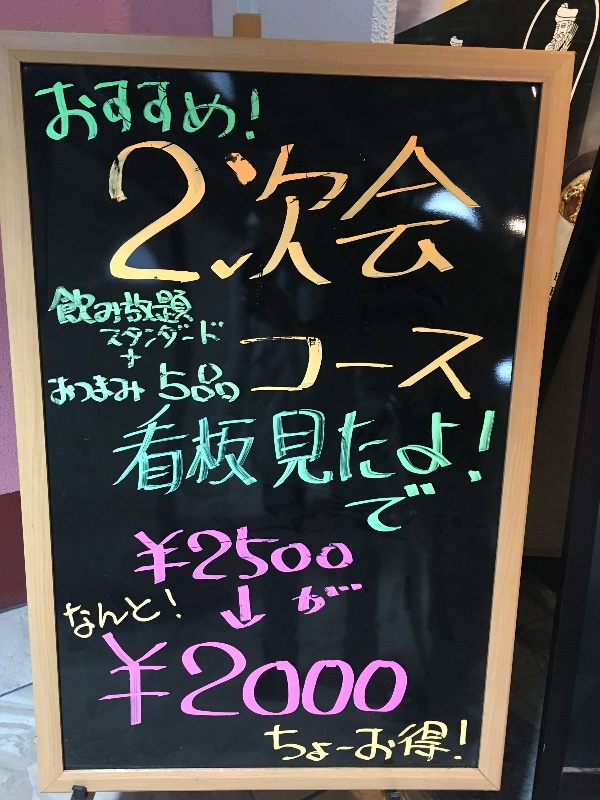 おすすめ!
2次会
飲み放題
スタンダード
+
おつまみ5品
コース
看板見たよ!
で
¥2500
↓が…
なんと!
¥2000
ちょーお得!